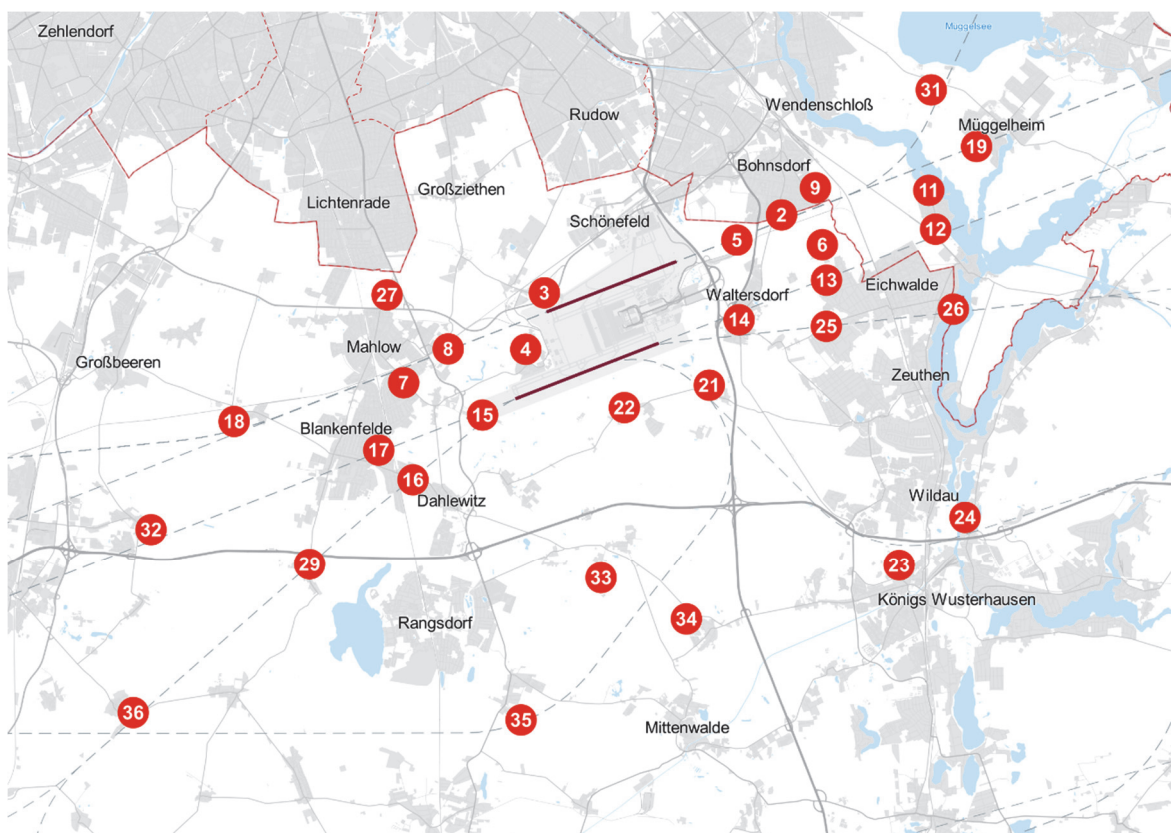 Müggelsee
Zehlendorf
31
Wendenschloß
Rudow
Müggelheim
19
Bohnsdorf
Großziethen
9
11
Lichtenrade
2
Schönefeld
12
5
6
13
Eichwalde
27
3
Waltersdorf
26
14
25
Mahlow
8
4
Großbeeren
7
Zeuthen
21
22
15
18
Blankenfelde
17
16
Dahlewitz
Wildau
24
32
29
23
33
Königs Wusterhausen
34
Rangsdorf
36
35
Mittenwalde